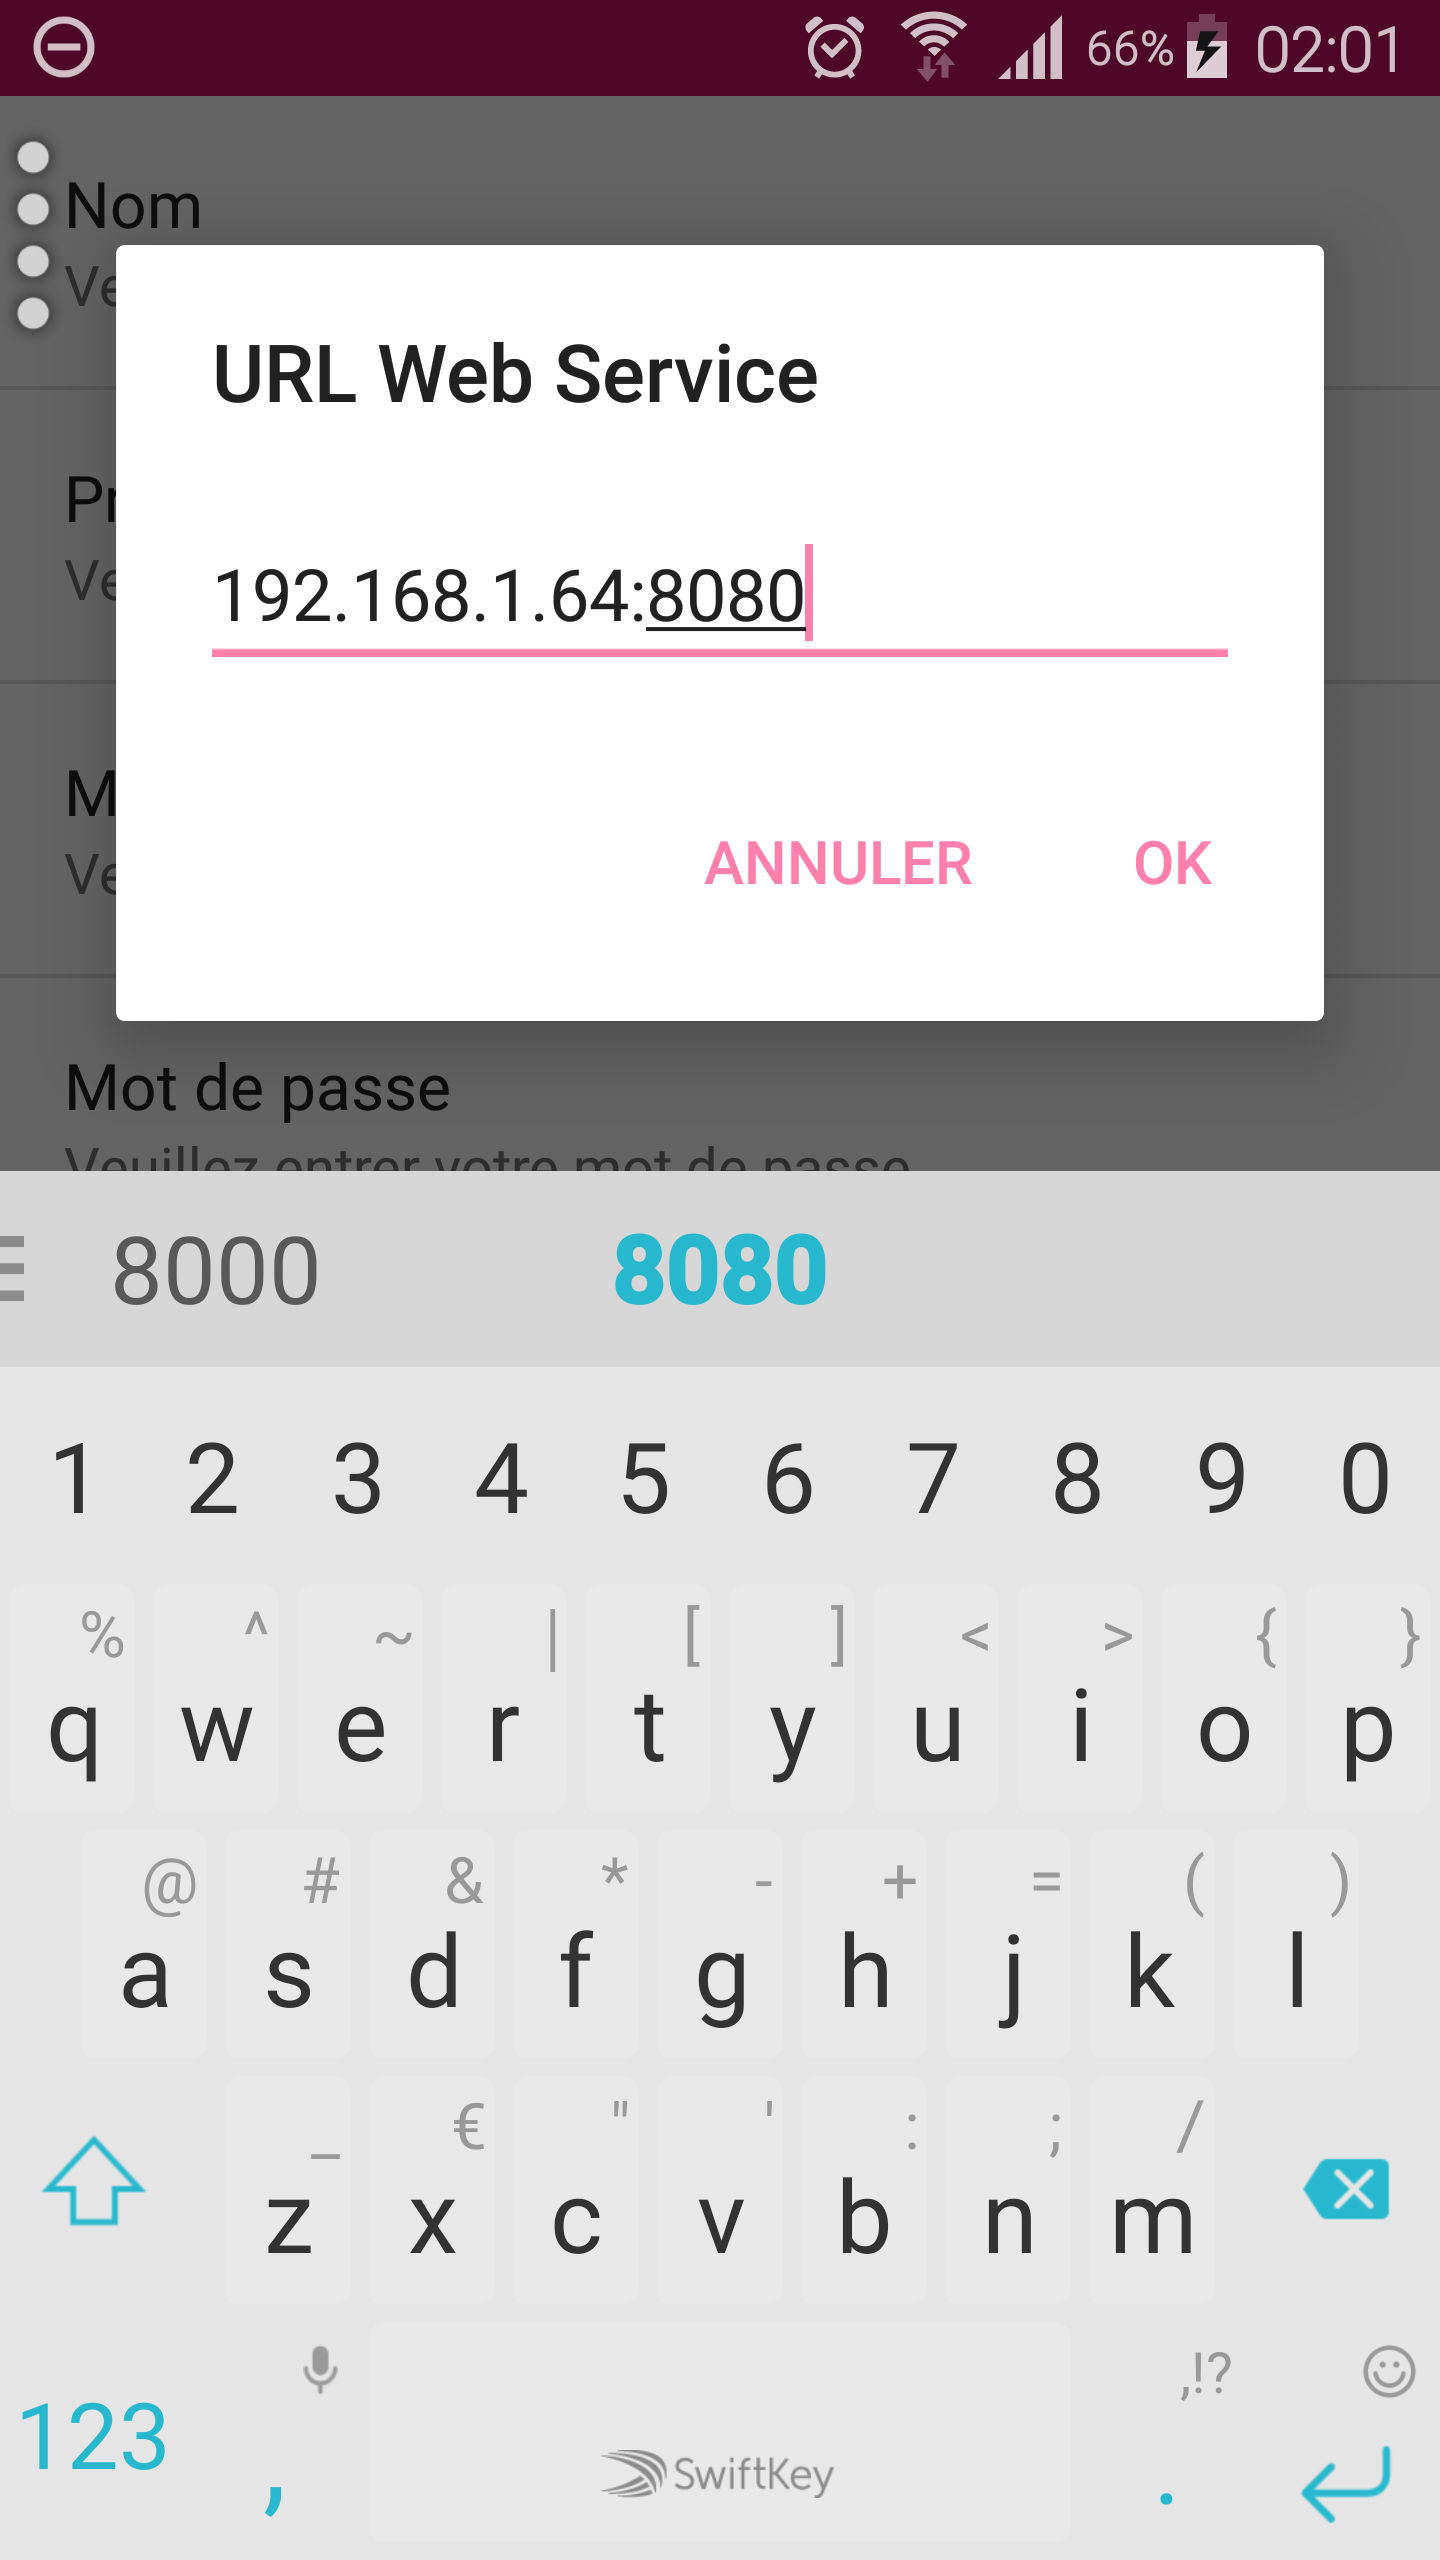 66% 02:01
Nom
Ve
URL Web Service
Pr
Ve
192.168.1.64:8080
M
Ve
ANNULER OK
Mot de passe
Veuillez entrer votre mot de passe
8000 8080
1 2 3 4 5 6 7 8 9 0
% ^ ~ | [ ] < > { }
q w e r t y u i o p
@ # & * - + = ( )
a s d f g h j k l
_ € " ' : ; /
z x c v b n m
,!?
123 , SwiftKey .